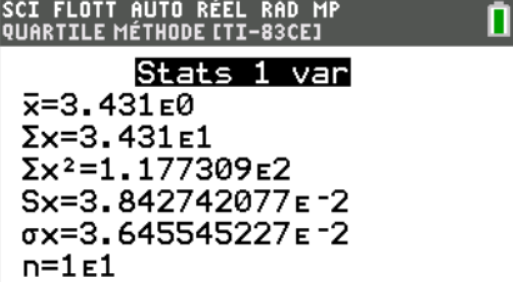 SCI FLOTT AUTO RÉEL RAD MP
QUARTILE MÉTHODE [TI-83CE]
Stats 1 var
x̄=3.431ᴇ0
Σx=3.431ᴇ1
Σx²=1.177309ᴇ2
Sx=3.842742077ᴇ-2
σx=3.645545227ᴇ-2
n=1ᴇ1